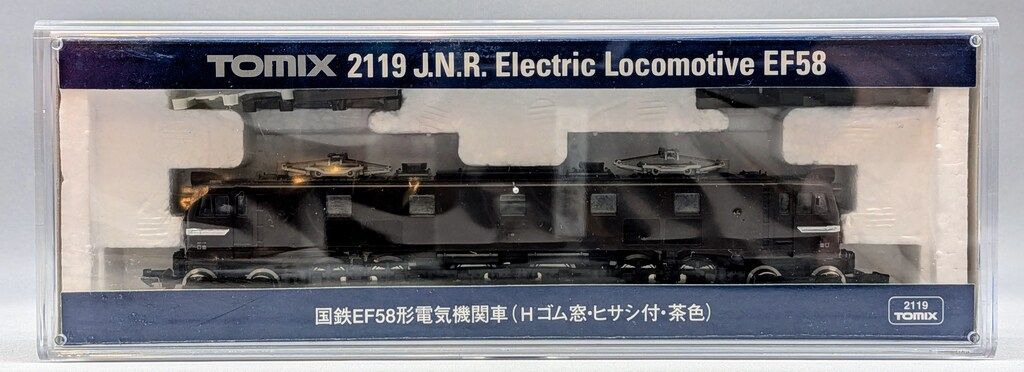 TOMIX 2119 J.N.R. Electric Locomotive EF58
国鉄EF58形電気機関車(Hゴム窓・ヒサシ付・茶色)
2119
TOMIX